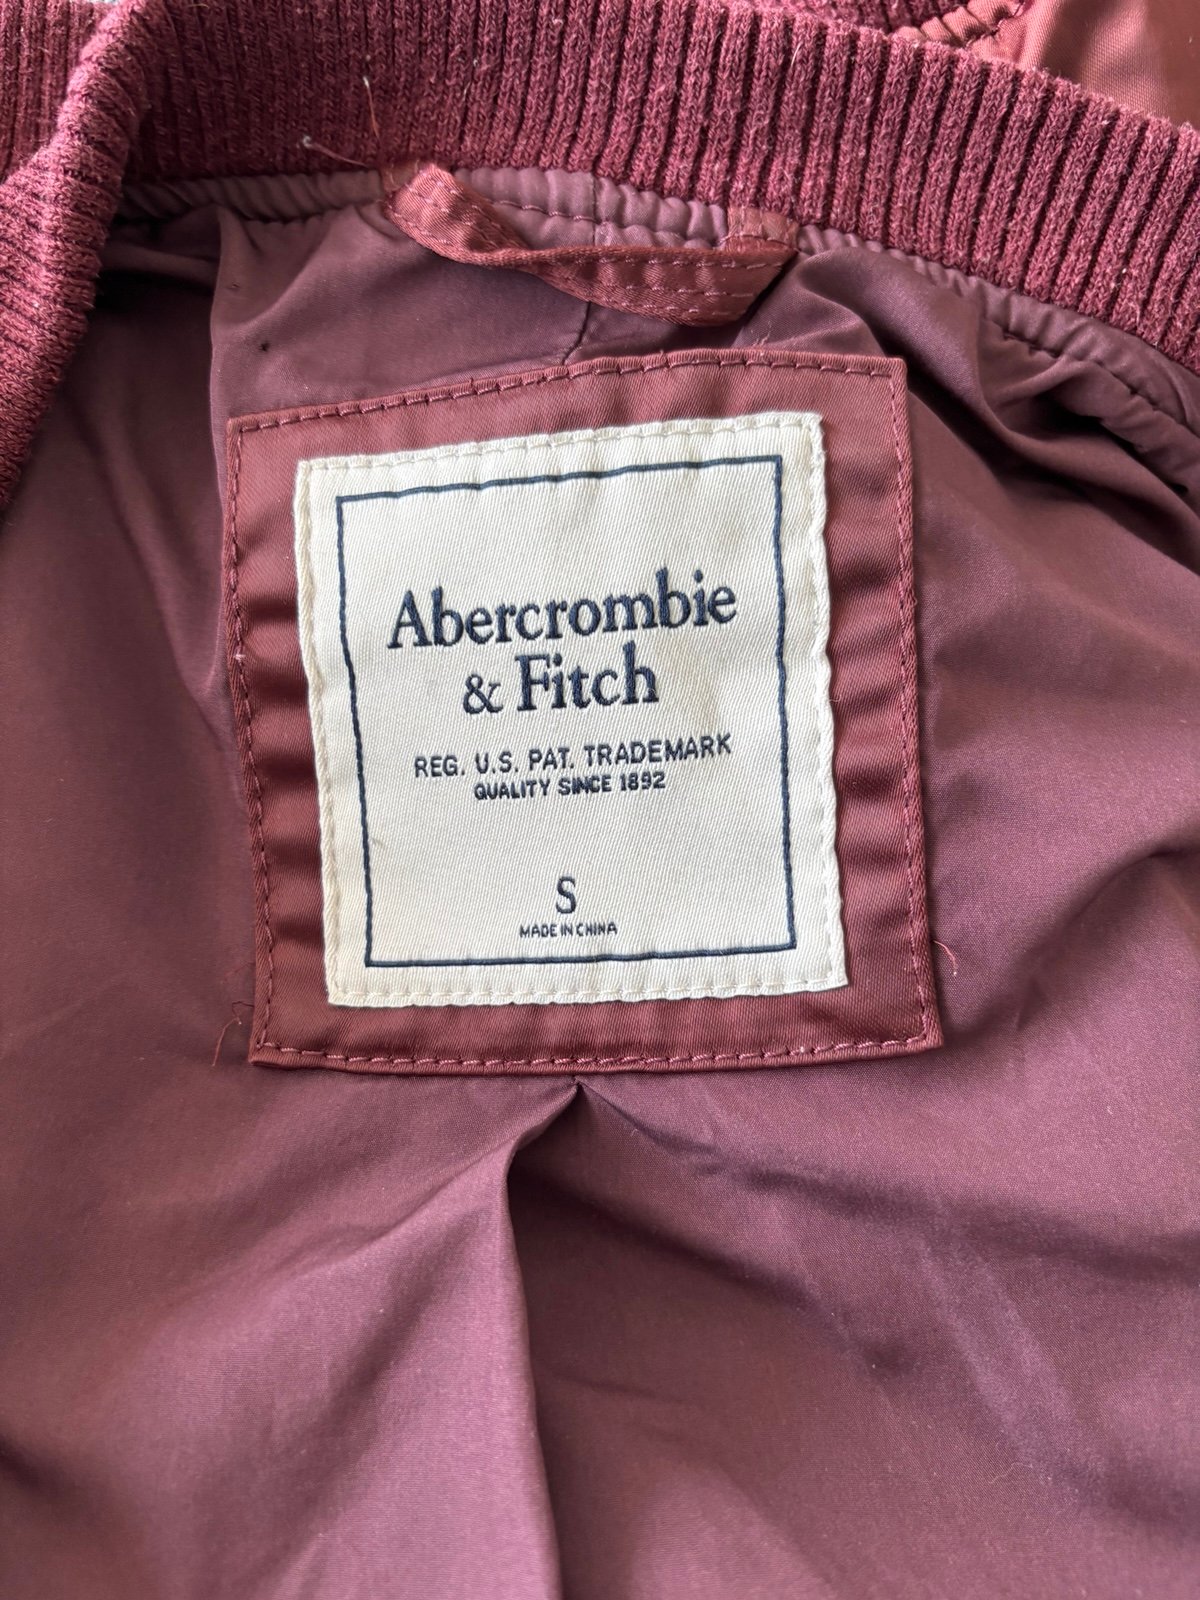 Abercrombie
& Fitch
REG. U.S. PAT. TRADEMARK
QUALITY SINCE 1892
S
MADE IN CHINA